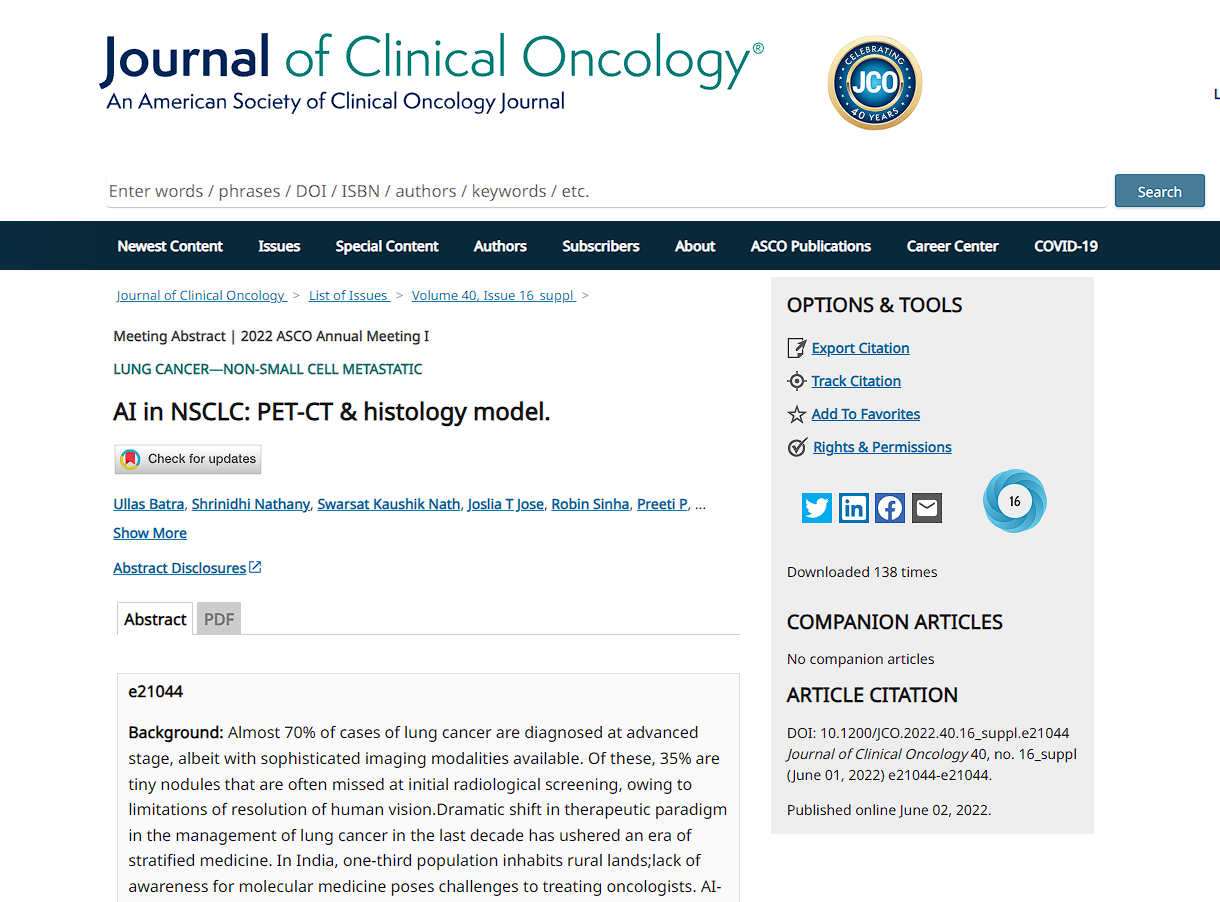 Journal of Clinical Oncology®
An American Society of Clinical Oncology Journal
CELEBRATING
JCO
40 YEARS
L
Enter words / phrases / DOI / ISBN / authors / keywords / etc.
Search
Newest Content Issues Special Content Authors Subscribers About ASCO Publications Career Center COVID-19
Journal of Clinical Oncology > List of Issues > Volume 40, Issue 16_suppl >
Meeting Abstract | 2022 ASCO Annual Meeting I
LUNG CANCER—NON-SMALL CELL METASTATIC
AI in NSCLC: PET-CT & histology model.
Check for updates
Ullas Batra, Shrinidhi Nathany, Swarsat Kaushik Nath, Joslia T Jose, Robin Sinha, Preeti P, ...
Show More
Abstract Disclosures
Abstract PDF
e21044
Background: Almost 70% of cases of lung cancer are diagnosed at advanced
stage, albeit with sophisticated imaging modalities available. Of these, 35% are
tiny nodules that are often missed at initial radiological screening, owing to
limitations of resolution of human vision.Dramatic shift in therapeutic paradigm
in the management of lung cancer in the last decade has ushered an era of
stratified medicine. In India, one-third population inhabits rural lands;lack of
awareness for molecular medicine poses challenges to treating oncologists. AI-
OPTIONS & TOOLS
Export Citation
Track Citation
Add To Favorites
Rights & Permissions
16
Downloaded 138 times
COMPANION ARTICLES
No companion articles
ARTICLE CITATION
DOI: 10.1200/JCO.2022.40.16_suppl.e21044
Journal of Clinical Oncology 40, no. 16_suppl
(June 01, 2022) e21044-e21044.
Published online June 02, 2022.